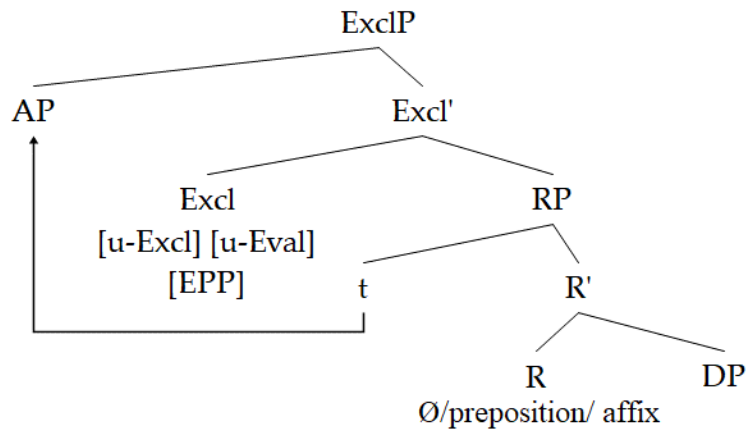 ExclP
AP Excl'
Excl RP
[u-Excl] [u-Eval]
[EPP] t R'
R DP
Ø/preposition/ affix